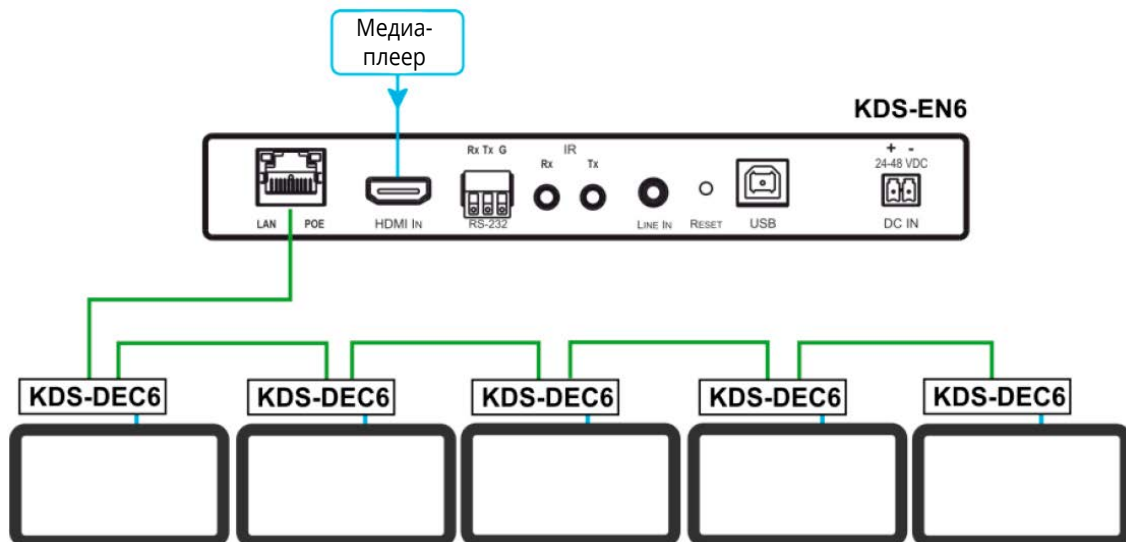 Медиа-
плеер
KDS-EN6
Rx Tx G
IR
Rx
Tx
+ -
24-48 VDC
LAN
POE
HDMI IN
RS-232
LINE IN
RESET
USB
DC IN
KDS-DEC6
KDS-DEC6
KDS-DEC6
KDS-DEC6
KDS-DEC6